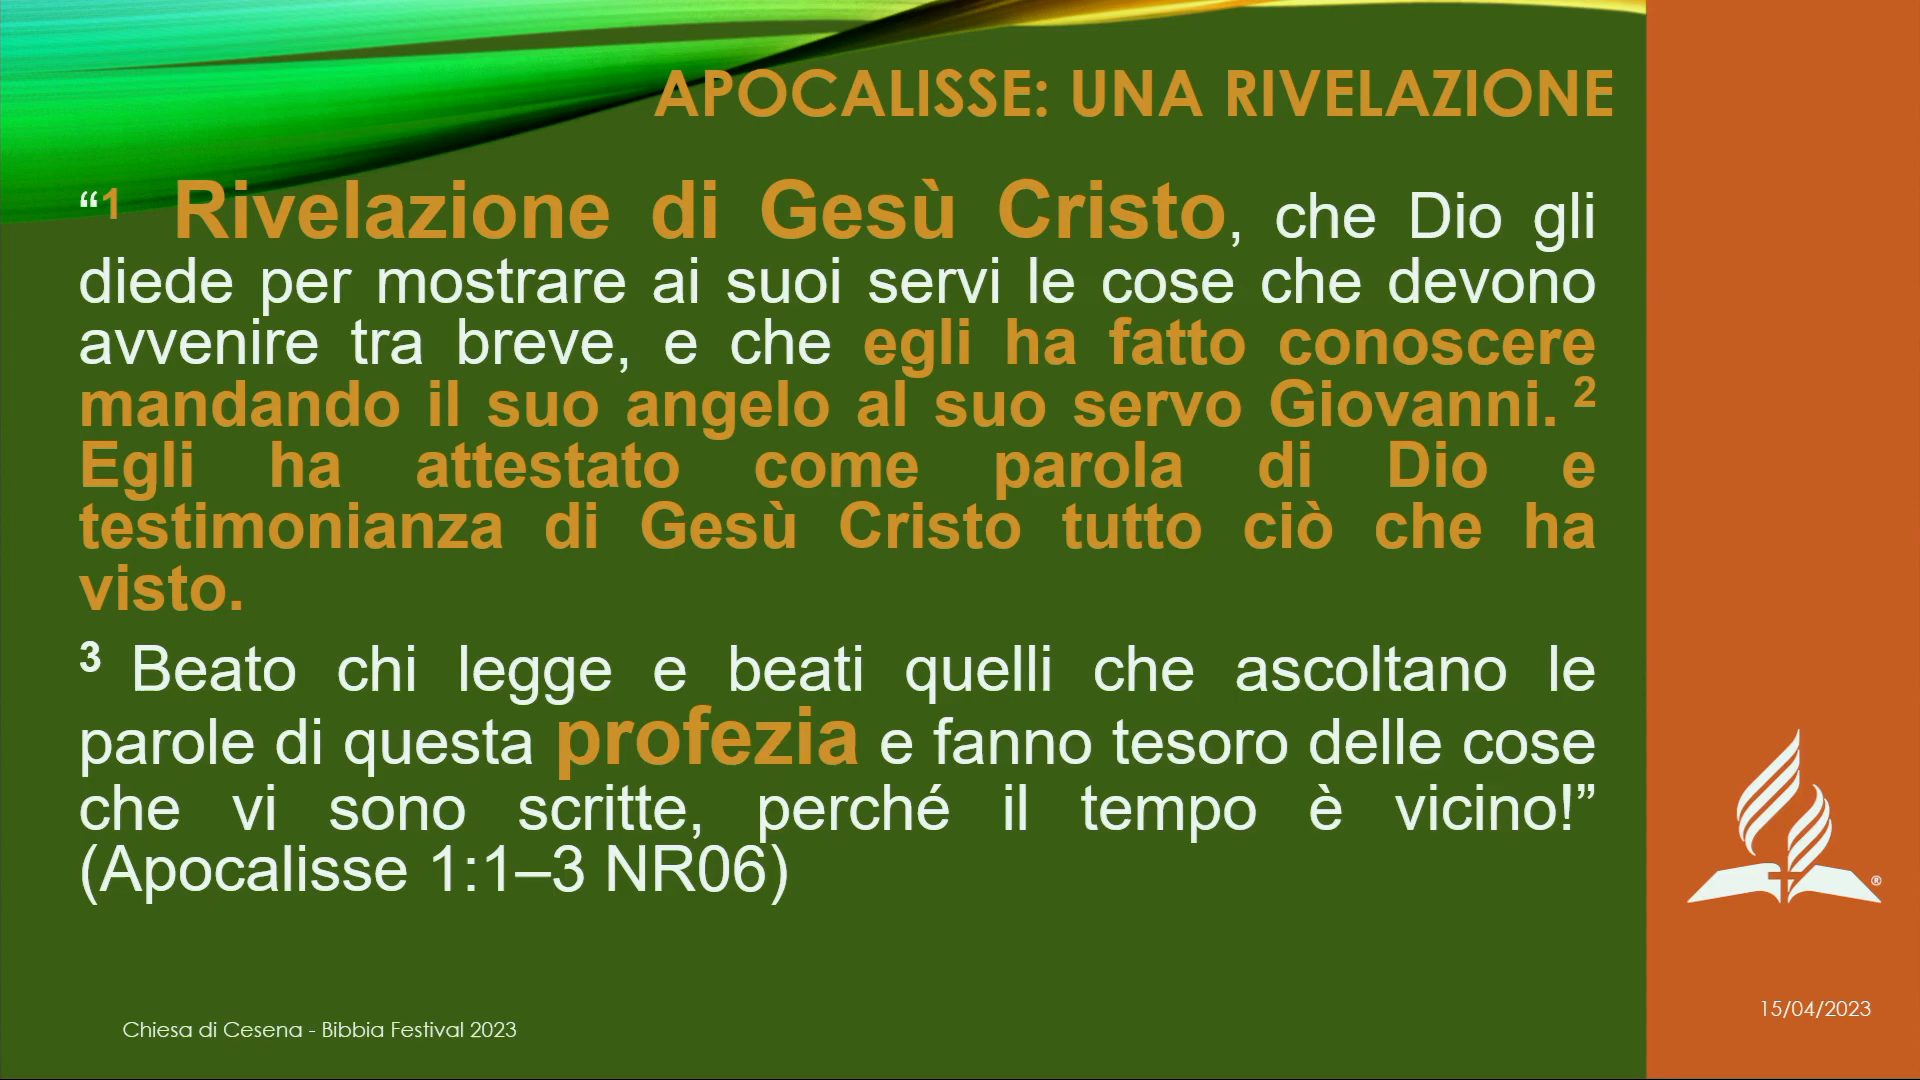 APOCALISSE: UNA RIVELAZIONE
“1 Rivelazione di Gesù Cristo, che Dio gli
diede per mostrare ai suoi servi le cose che devono
avvenire tra breve, e che egli ha fatto conoscere
mandando il suo angelo al suo servo Giovanni. 2
Egli ha attestato come parola di Dio e
testimonianza di Gesù Cristo tutto ciò che ha
visto.
3 Beato chi legge e beati quelli che ascoltano le
parole di questa profezia e fanno tesoro delle cose
che vi sono scritte, perché il tempo è vicino!”
(Apocalisse 1:1–3 NR06)
®
15/04/2023
Chiesa di Cesena - Bibbia Festival 2023